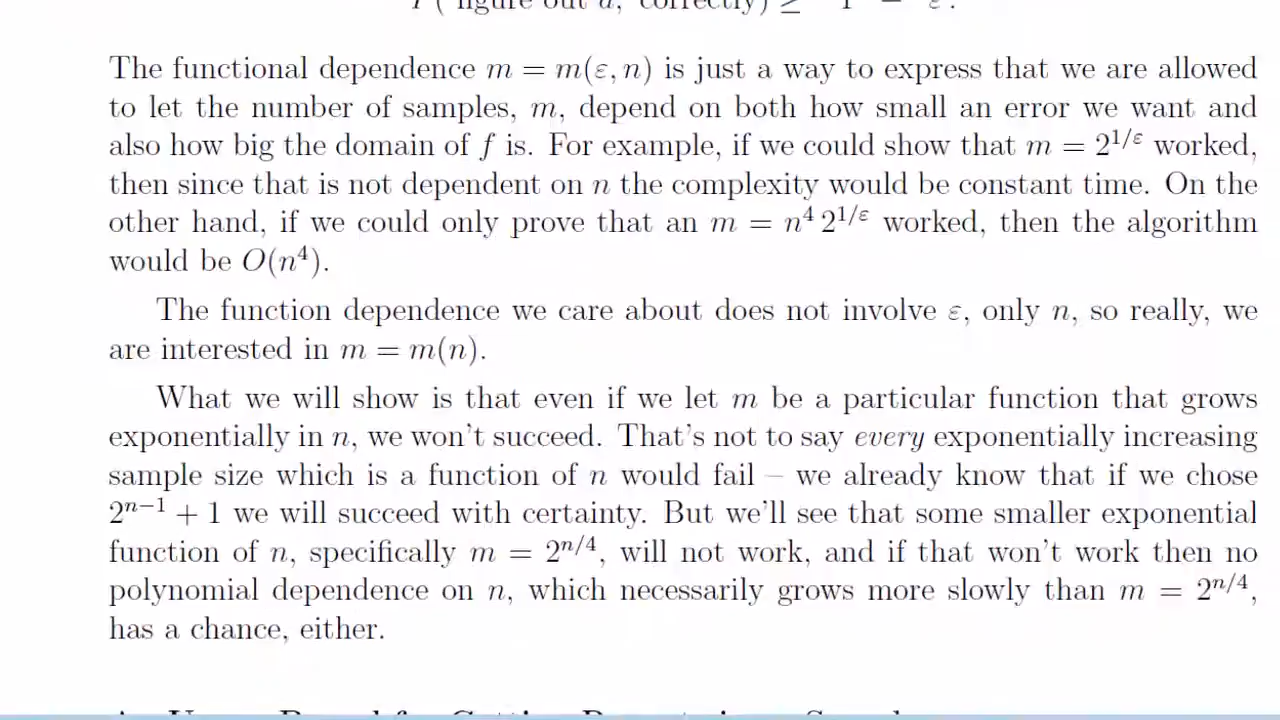 The functional dependence m = m(ε, n) is just a way to express that we are allowed
to let the number of samples, m, depend on both how small an error we want and
also how big the domain of f is. For example, if we could show that m = 2^{1/ε} worked,
then since that is not dependent on n the complexity would be constant time. On the
other hand, if we could only prove that an m = n^4 2^{1/ε} worked, then the algorithm
would be O(n^4).
The function dependence we care about does not involve ε, only n, so really, we
are interested in m = m(n).
What we will show is that even if we let m be a particular function that grows
exponentially in n, we won't succeed. That's not to say every exponentially increasing
sample size which is a function of n would fail – we already know that if we chose
2^{n−1} + 1 we will succeed with certainty. But we'll see that some smaller exponential
function of n, specifically m = 2^{n/4}, will not work, and if that won't work then no
polynomial dependence on n, which necessarily grows more slowly than m = 2^{n/4},
has a chance, either.